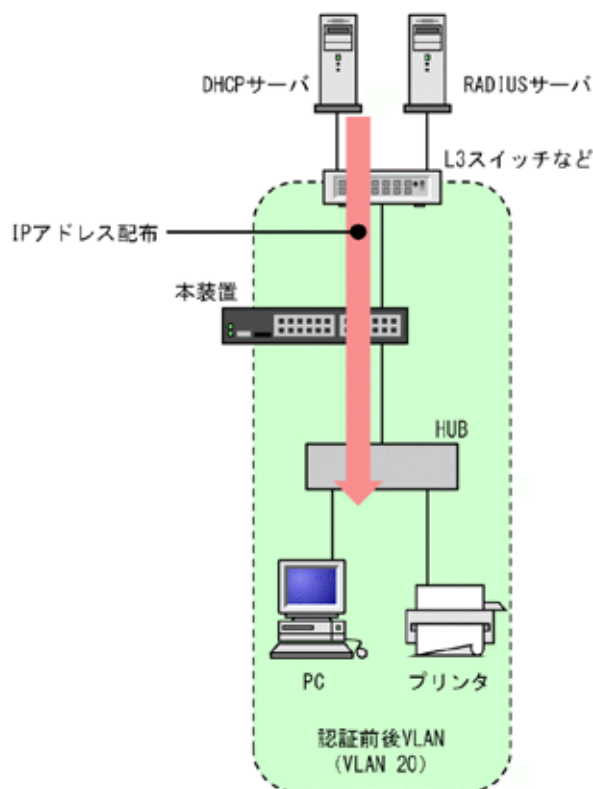 DHCPサーバ
RADIUSサーバ
L3スイッチなど
IPアドレス配布
本装置
HUB
PC
プリンタ
認証前後VLAN
(VLAN 20)